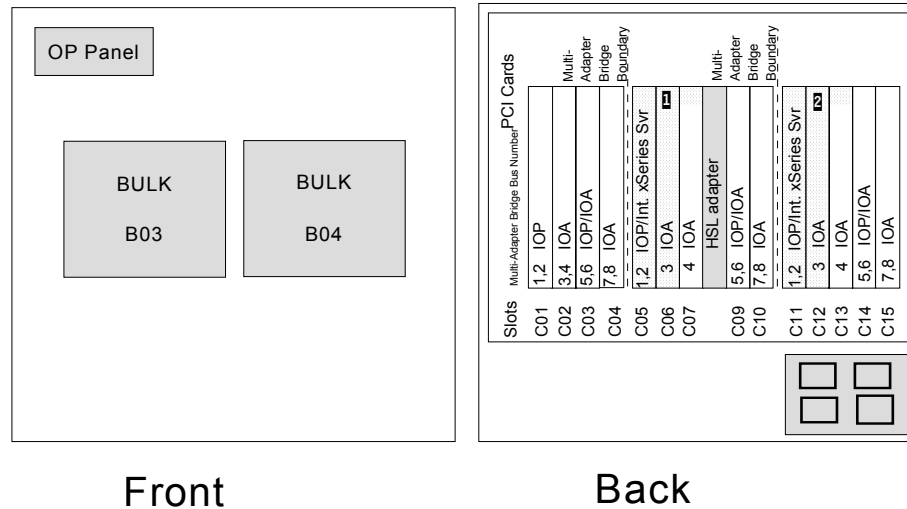 OP Panel
BULK
B03
BULK
B04
Front
Slots
Multi-Adapter Bridge Bus Number
PCI Cards
C01 1,2 IOP
C02 3,4 IOA
C03 5,6 IOP/IOA
C04 7,8 IOA
Multi-
Adapter
Bridge
Boundary
C05 1,2 IOP/Int. xSeries Svr
C06 3 IOA 1
C07 4 IOA
HSL adapter
C09 5,6 IOP/IOA
C10 7,8 IOA
Multi-
Adapter
Bridge
Boundary
C11 1,2 IOP/Int. xSeries Svr
C12 3 IOA 2
C13 4 IOA
C14 5,6 IOP/IOA
C15 7,8 IOA
Back